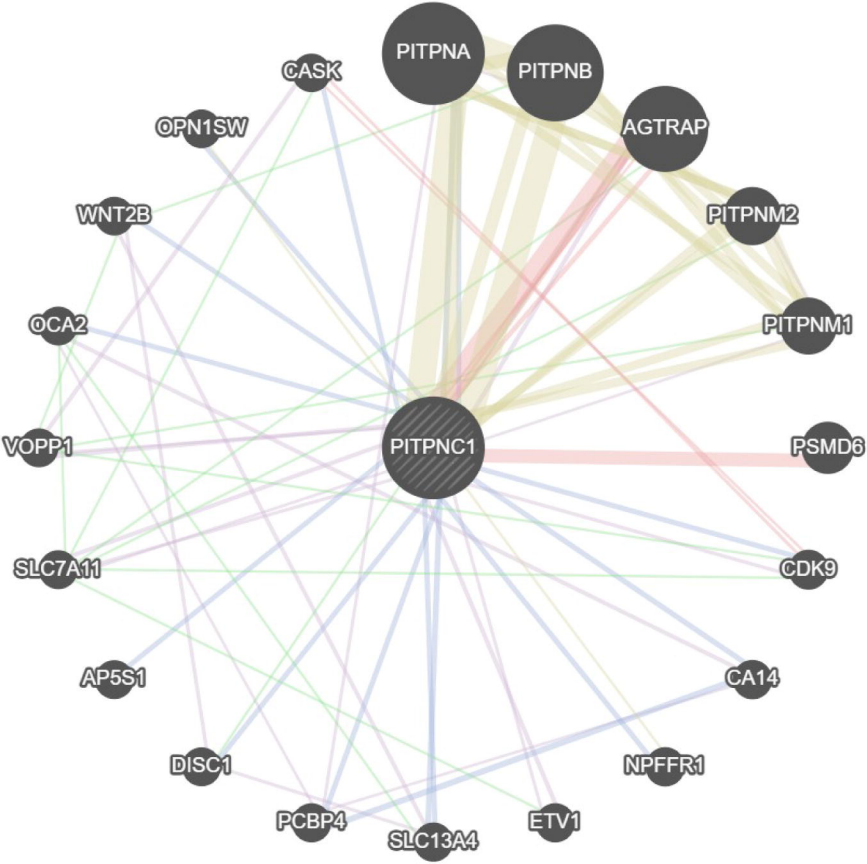 PITPNA
PITPNB
CASK
AGTRAP
OPN1SW
WNT2B
PITPNM2
OCA2
PITPNM1
VOPP1
PITPNC1
PSMD6
SLC7A11
CDK9
AP5S1
CA14
DISC1
NPFFR1
PCBP4
ETV1
SLC13A4